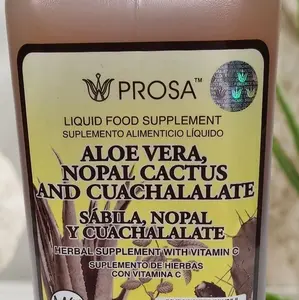 PROSA™
LIQUID FOOD SUPPLEMENT
SUPLEMENTO ALIMENTICIO LÍQUIDO
ALOE VERA,
NOPAL CACTUS
AND CUACHALALATE
SÁBILA, NOPAL
Y CUACHALALATE
HERBAL SUPPLEMENT WITH VITAMIN C
SUPLEMENTO DE HIERBAS
CON VITAMINA C